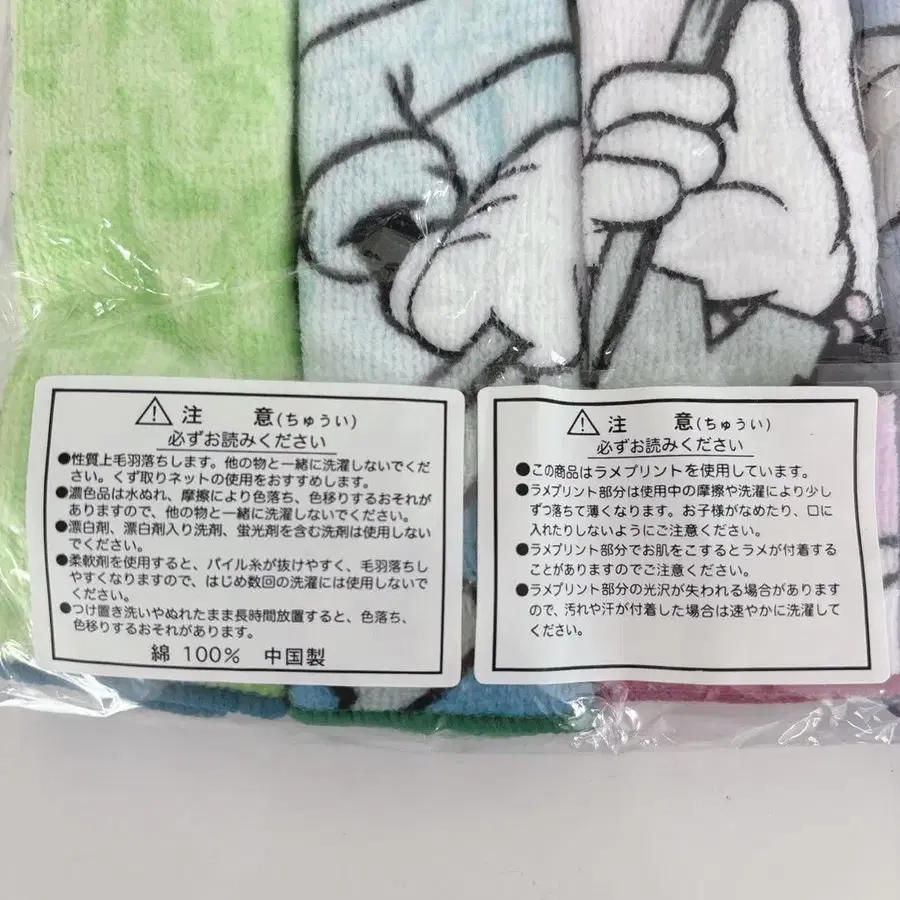 ⚠ 注 意(ちゅうい)
必ずお読みください
●性質上毛羽落ちします。他の物と一緒に洗濯しないでくだ
さい。くず取りネットの使用をおすすめします。
●濃色品は水ぬれ、摩擦により色落ち、色移りするおそれが
ありますので、他の物と一緒に洗濯しないでください。
●漂白剤、漂白剤入り洗剤、蛍光剤を含む洗剤は使用しない
でください。
●柔軟剤を使用すると、パイル糸が抜けやすく、毛羽落ちし
やすくなりますので、はじめ数回の洗濯には使用しないで
ください。
●つけ置き洗いやぬれたまま長時間放置すると、色落ち、
色移りするおそれがあります。
綿 100% 中国製
⚠ 注 意(ちゅうい)
必ずお読みください
●この商品はラメプリントを使用しています。
●ラメプリント部分は使用中の摩擦や洗濯により少し
ずつ落ちて薄くなります。お子様がなめたり、口に
入れたりしないようにご注意ください。
●ラメプリント部分でお肌をこするとラメが付着する
ことがありますのでご注意ください。
●ラメプリント部分の光沢が失われる場合があります
ので、汚れや汗が付着した場合は速やかに洗濯して
ください。